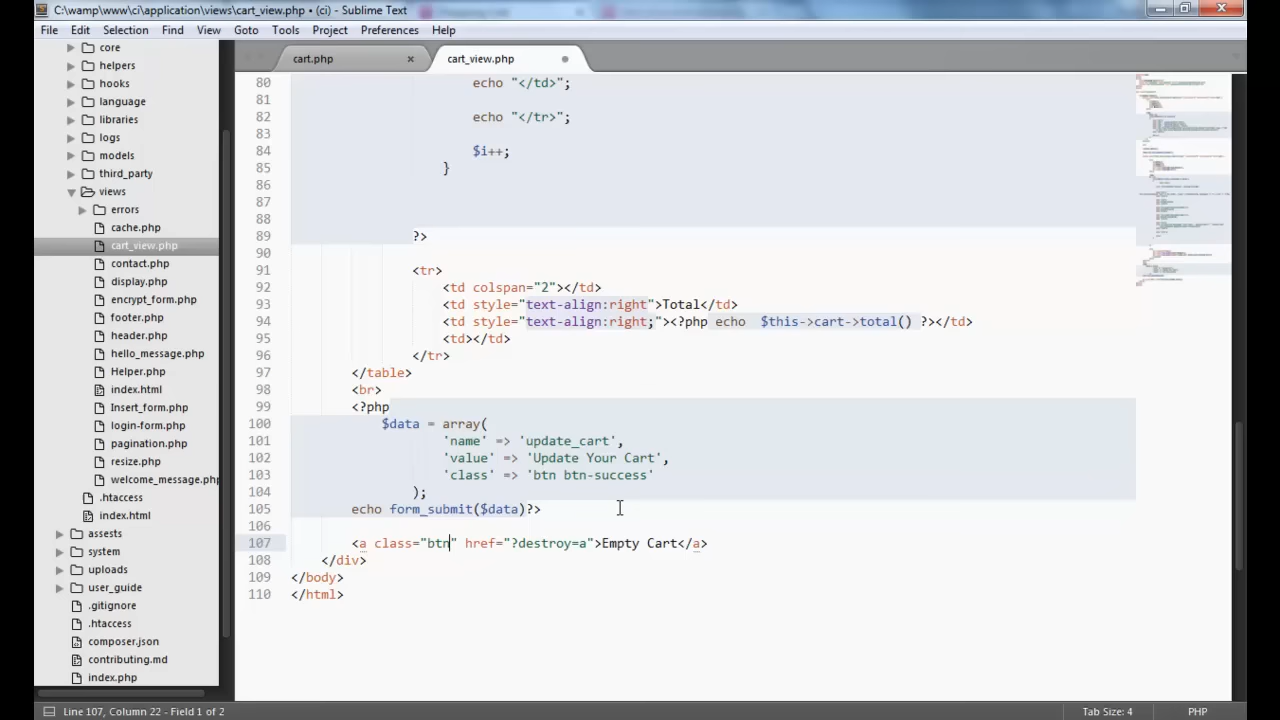 C:\wamp\www\ci\application\views\cart_view.php • (ci) - Sublime Text
File Edit Selection Find View Goto Tools Project Preferences Help
core
helpers
hooks
language
libraries
logs
models
third_party
views
errors
cache.php
cart_view.php
contact.php
display.php
encrypt_form.php
footer.php
header.php
hello_message.php
Helper.php
index.html
Insert_form.php
login-form.php
pagination.php
resize.php
welcome_message.php
.htaccess
index.html
assests
system
uploads
user_guide
.gitignore
.htaccess
composer.json
contributing.md
index.php
cart.php × cart_view.php
80 echo "</td>";
81
82 echo "</tr>";
83
84 $i++;
85 }
86
87
88
89 ?>
90
91 <tr>
92 <td colspan="2"></td>
93 <td style="text-align:right">Total</td>
94 <td style="text-align:right;"><?php echo $this->cart->total() ?></td>
95 <td></td>
96 </tr>
97 </table>
98 <br>
99 <?php
100 $data = array(
101 'name' => 'update_cart',
102 'value' => 'Update Your Cart',
103 'class' => 'btn btn-success'
104 );
105 echo form_submit($data)?>
106
107 <a class="btn" href="?destroy=a">Empty Cart</a>
108 </div>
109 </body>
110 </html>
Line 107, Column 22 - Field 1 of 2
Tab Size: 4
PHP